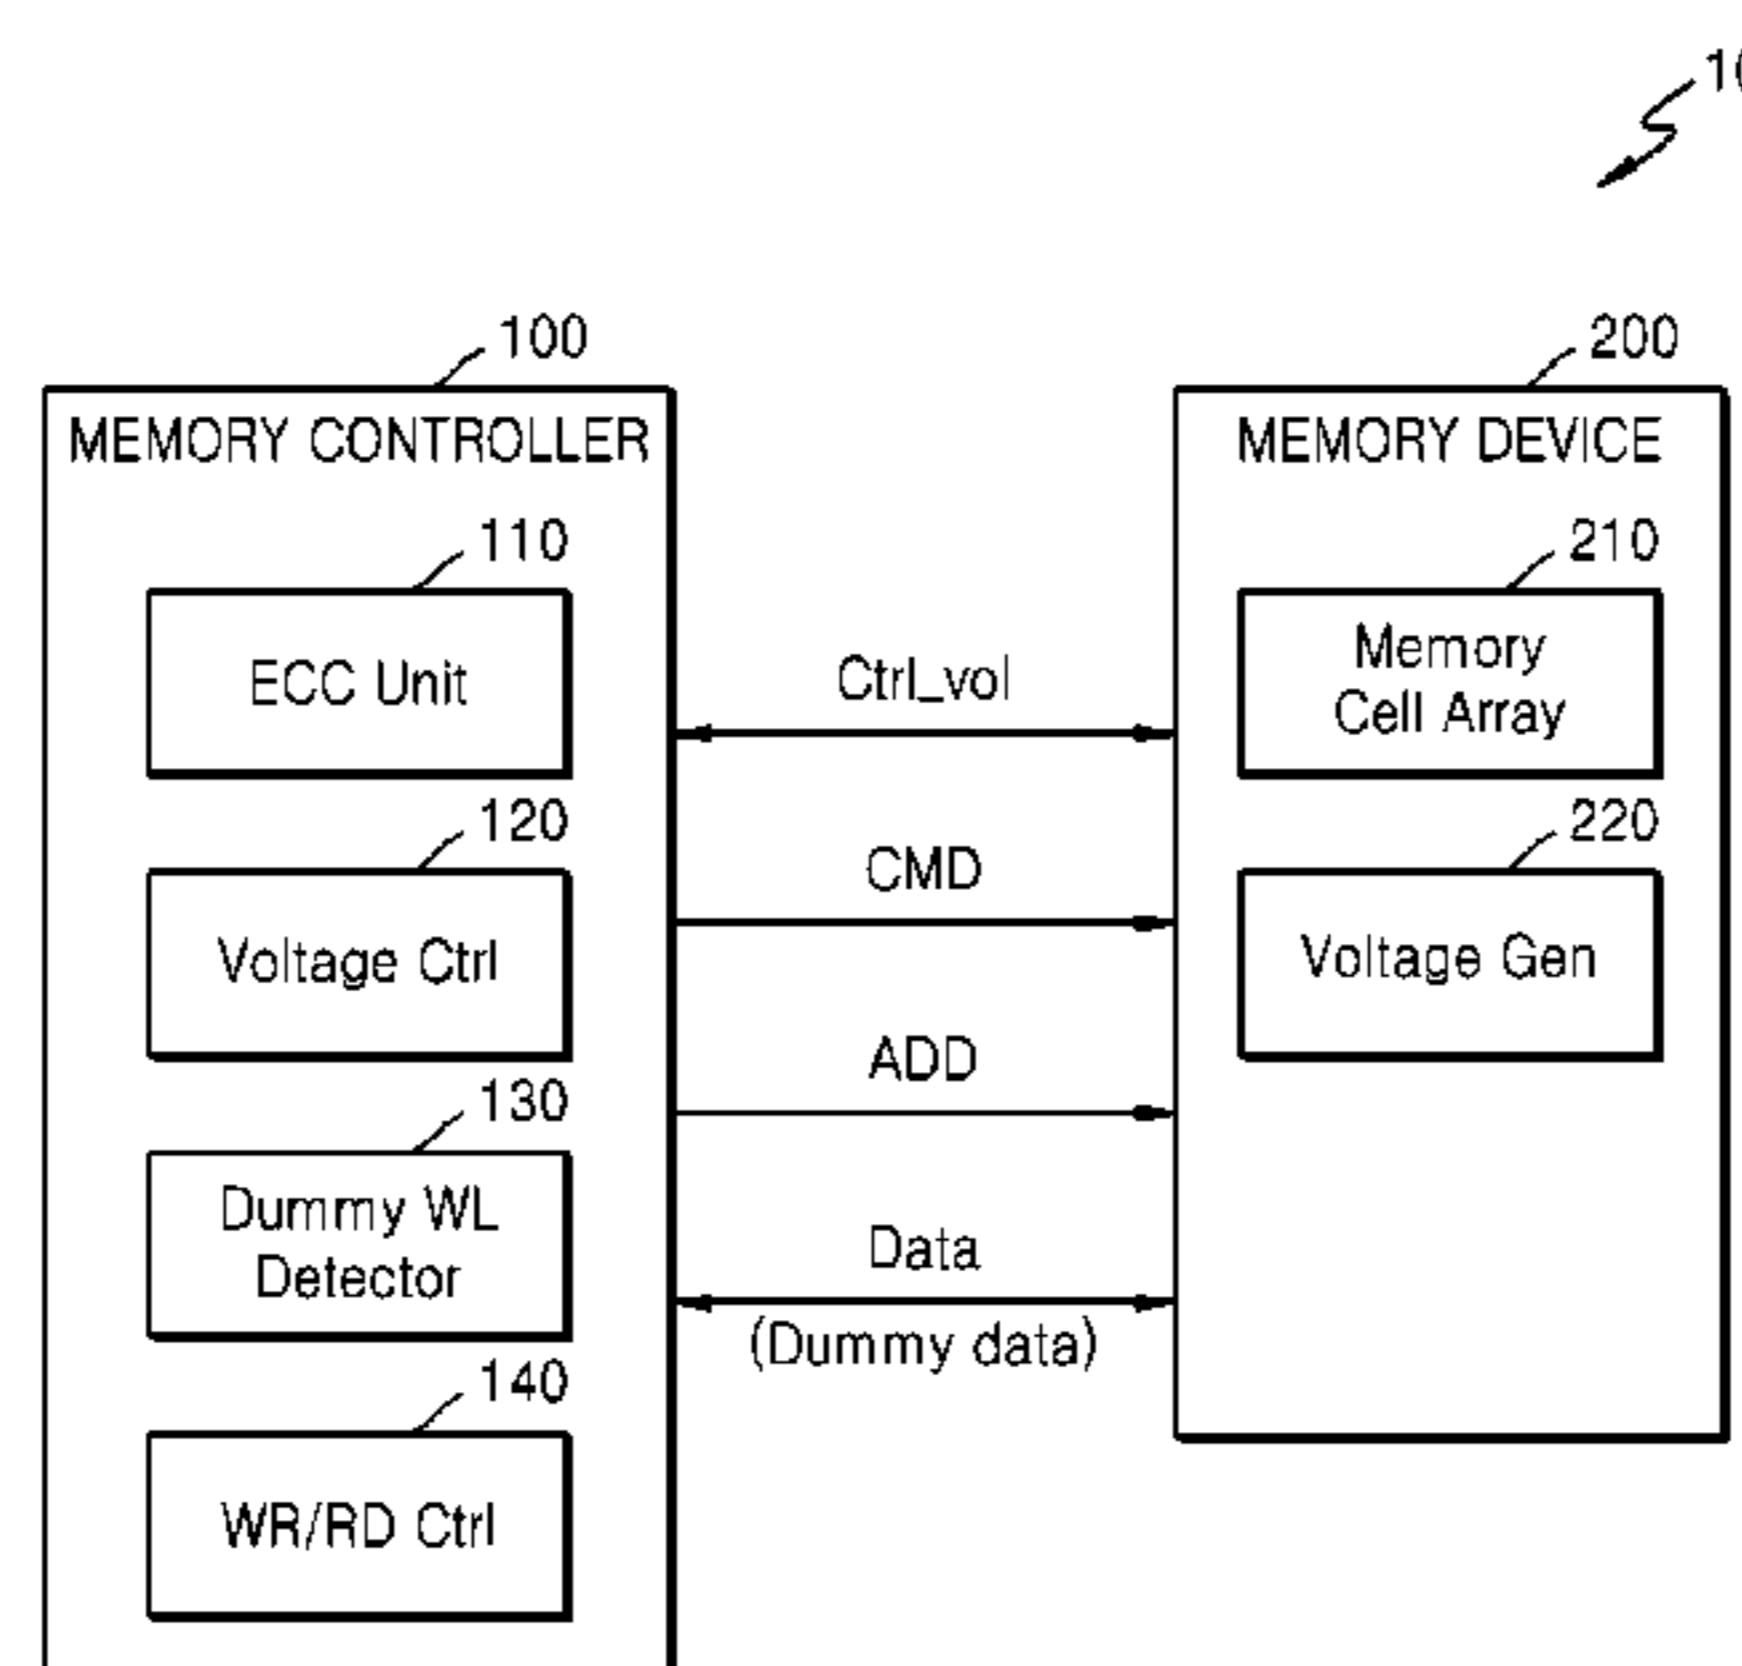 100
200
MEMORY CONTROLLER
MEMORY DEVICE
110
210
ECC Unit
Memory
Cell Array
Ctrl_vol
120
220
CMD
Voltage Ctrl
Voltage Gen
ADD
130
Dummy WL
Detector
Data
(Dummy data)
140
WR/RD Ctrl